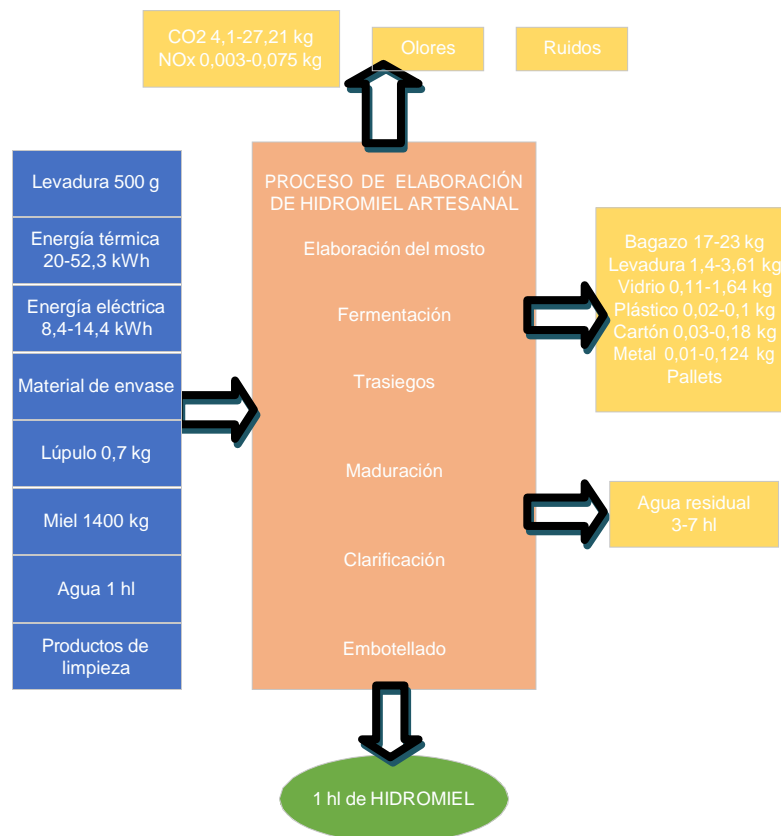 CO2 4,1-27,21 kg
NOx 0,003-0,075 kg
Olores
Ruidos
Levadura 500 g
Energía térmica
20-52,3 kWh
Energía eléctrica
8,4-14,4 kWh
Material de envase
Lúpulo 0,7 kg
Miel 1400 kg
Agua 1 hl
Productos de
limpieza
PROCESO DE ELABORACIÓN
DE HIDROMIEL ARTESANAL
Elaboración del mosto
Fermentación
Trasiegos
Maduración
Clarificación
Embotellado
Bagazo 17-23 kg
Levadura 1,4-3,61 kg
Vidrio 0,11-1,64 kg
Plástico 0,02-0,1 kg
Cartón 0,03-0,18 kg
Metal 0,01-0,124 kg
Pallets
Agua residual
3-7 hl
1 hl de HIDROMIEL